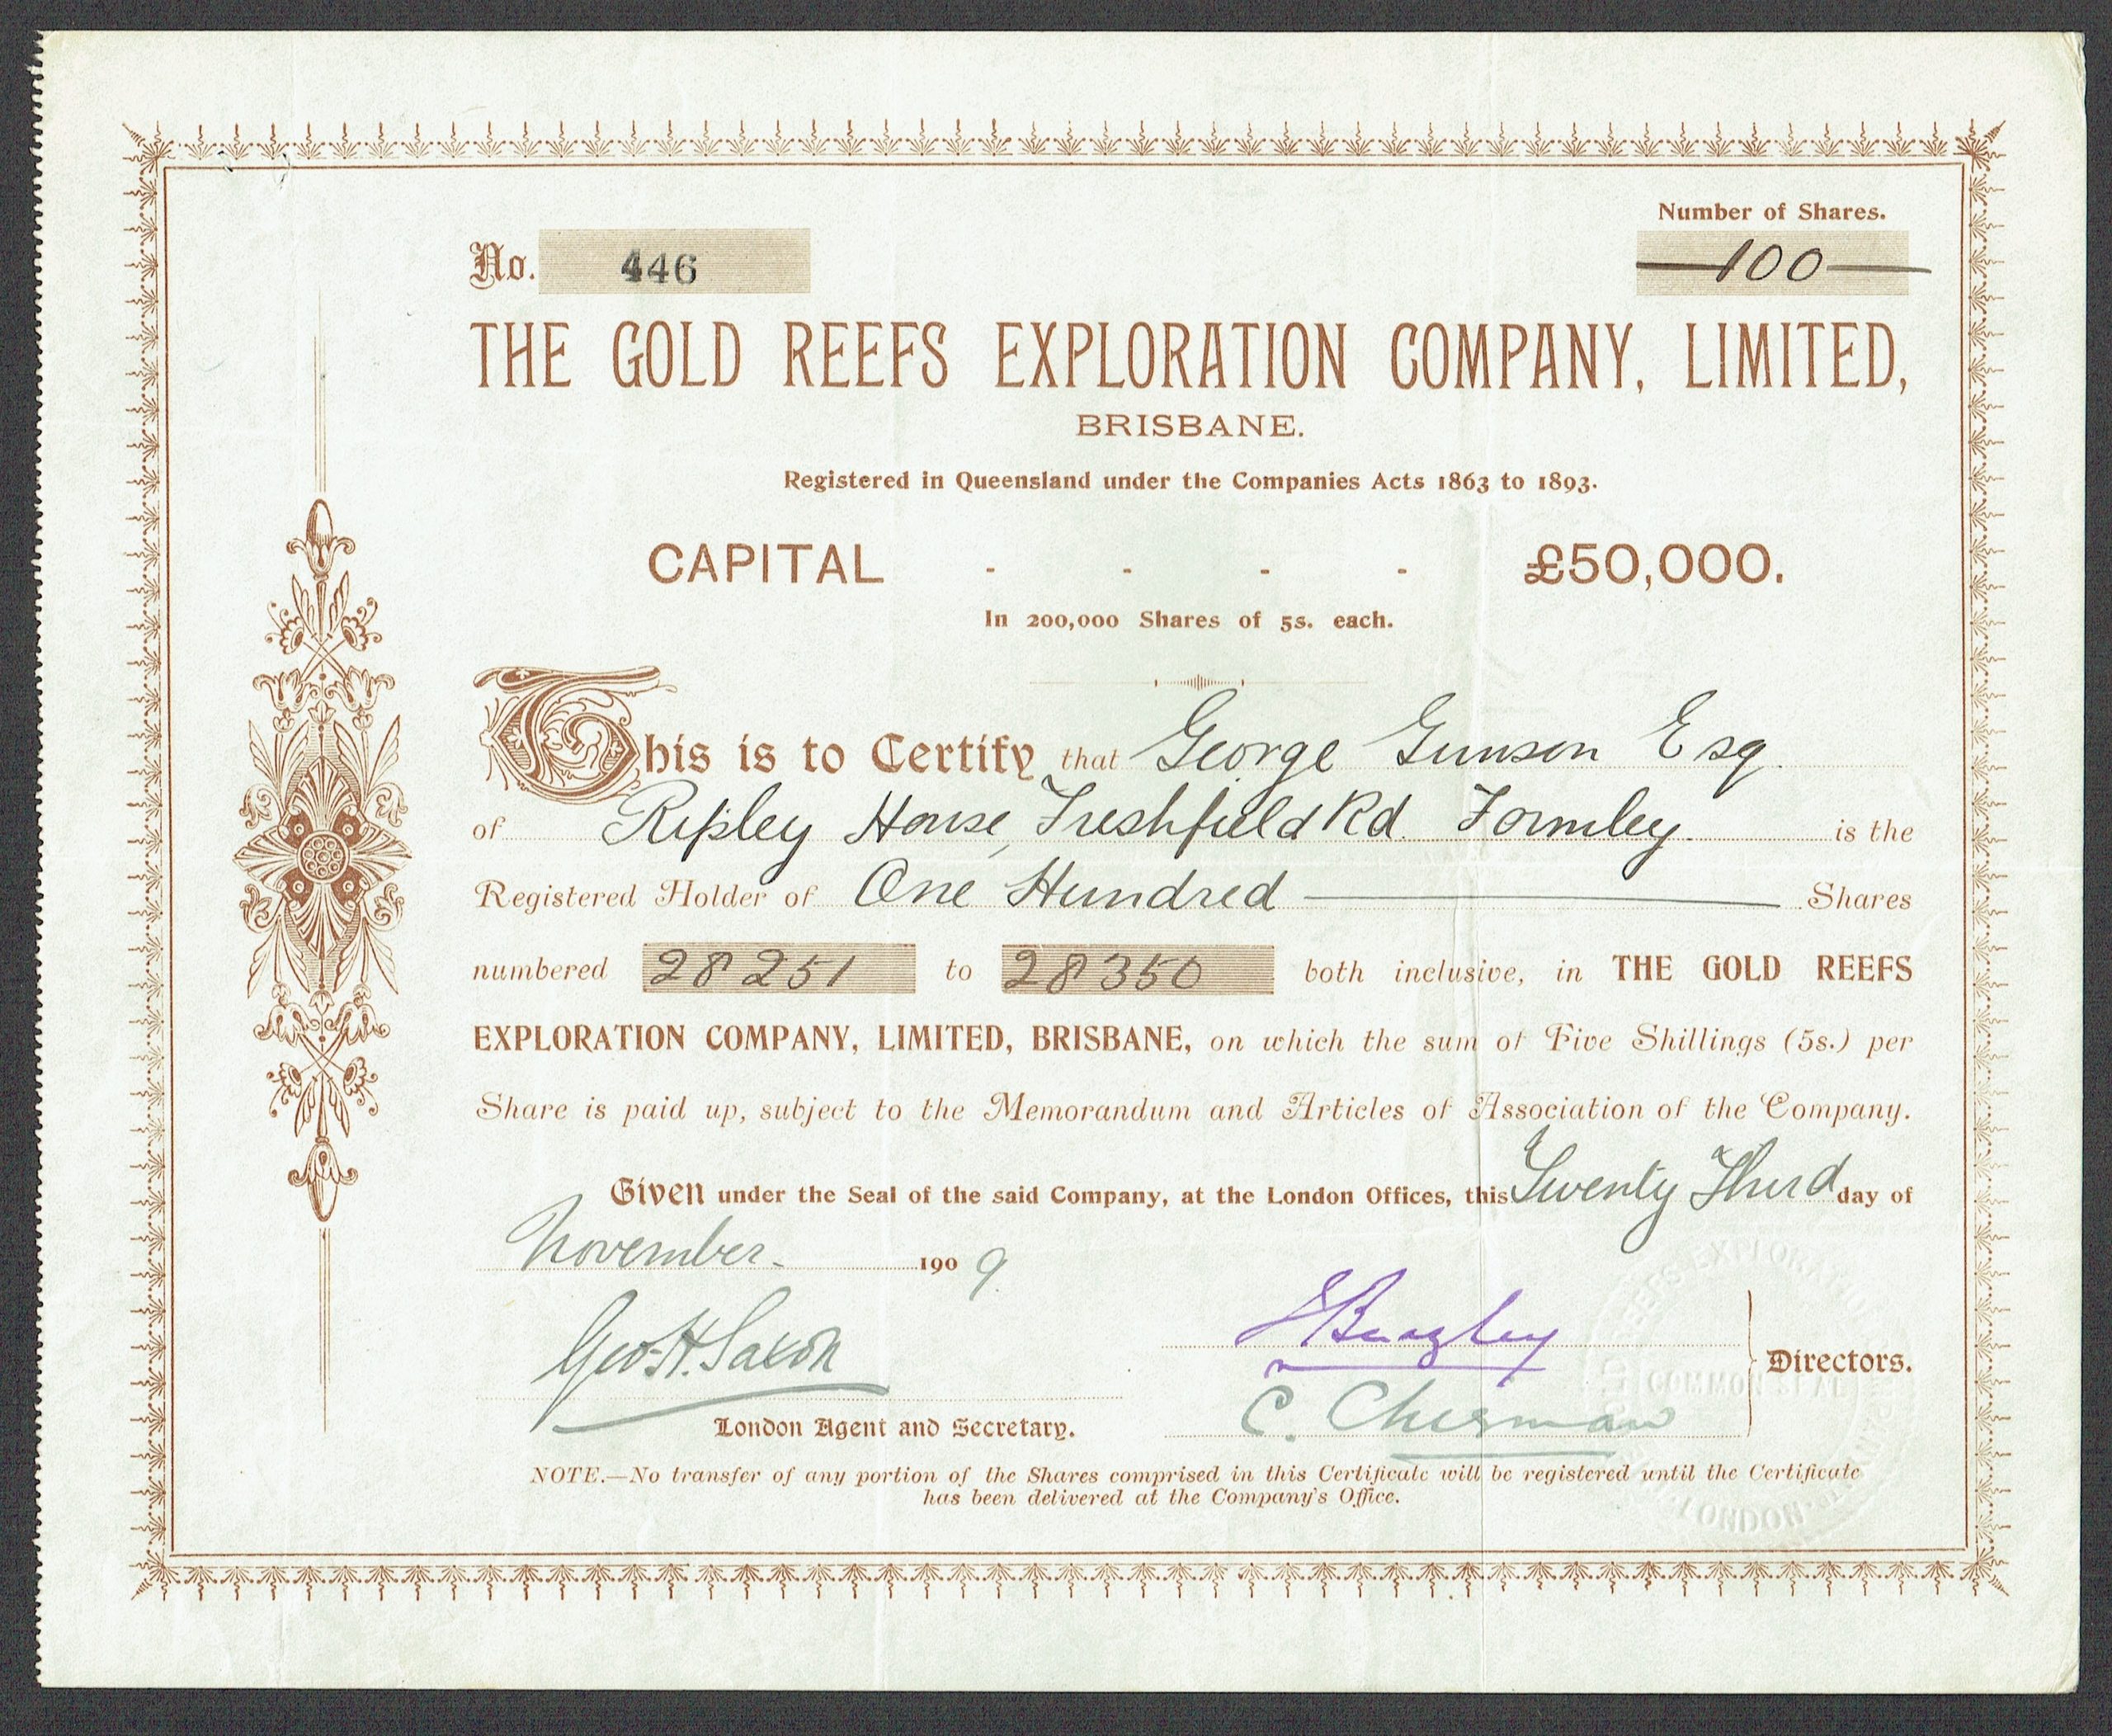 Number of Shares.
No. 446
100
THE GOLD REEFS EXPLORATION COMPANY, LIMITED,
BRISBANE.
Registered in Queensland under the Companies Acts 1863 to 1893.
CAPITAL - - - - £50,000.
In 200,000 Shares of 5s. each.
This is to Certify that George Gunson Esq.
of Ripley House, Freshfield Rd. Formley is the
Registered Holder of One Hundred Shares
numbered 28251 to 28350 both inclusive, in THE GOLD REEFS
EXPLORATION COMPANY, LIMITED, BRISBANE, on which the sum of Five Shillings (5s.) per
Share is paid up, subject to the Memorandum and Articles of Association of the Company.
Given under the Seal of the said Company, at the London Offices, this Twenty Third day of
November 1909
Geo. H. Saxon
London Agent and Secretary.
Directors.
C. Chesman
NOTE.—No transfer of any portion of the Shares comprised in this Certificate will be registered until the Certificate
has been delivered at the Company's Office.
REEFS EXPLORATION
COMMON SEAL
LONDON